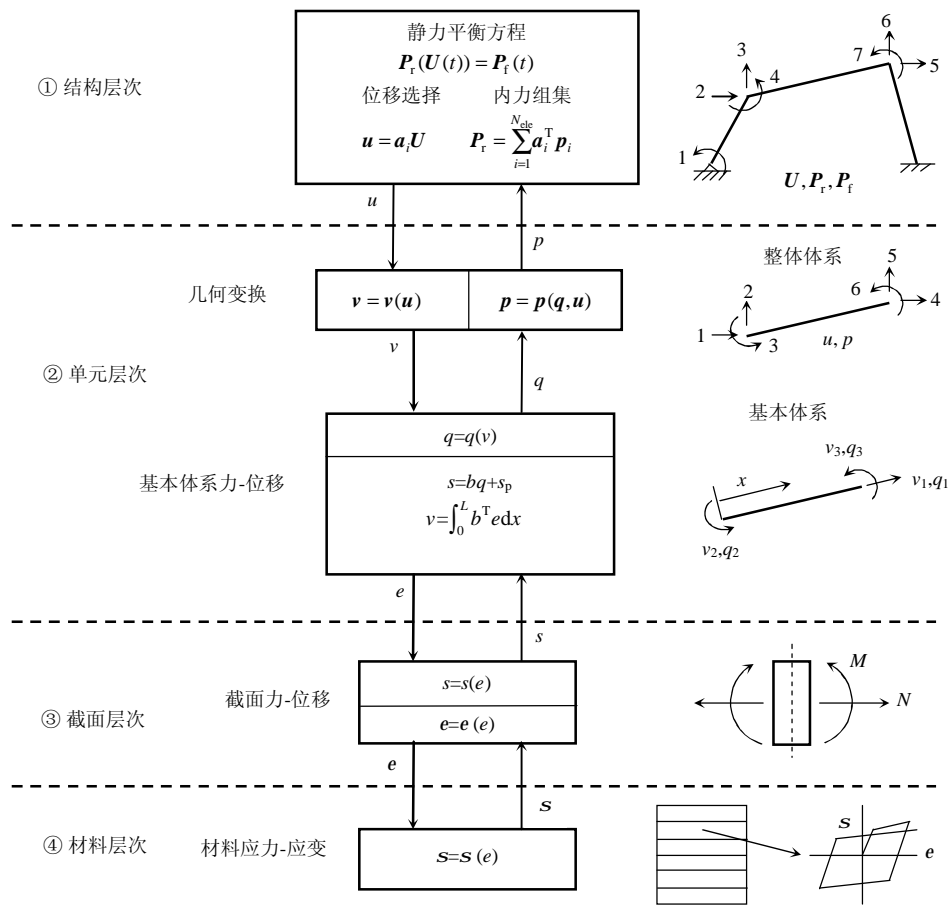 静力平衡方程
P_r(U(t)) = P_f(t)
位移选择 内力组集
u = a_i U P_r = \sum_{i=1}^{N_ele} a_i^T p_i
① 结构层次
1
2
3
4
5
6
7
U, P_r, P_f
u
p
几何变换
v = v(u) p = p(q, u)
整体体系
1
2
3
4
5
6
u, p
v
q
② 单元层次
基本体系力-位移
q=q(v)
s=bq+s_p
v=∫_0^L b^T e dx
基本体系
x
v_3,q_3
v_1,q_1
v_2,q_2
e
s
③ 截面层次
截面力-位移
s=s(e)
e=e (e)
M
N
e
s
④ 材料层次
材料应力-应变
s=s (e)
s
e